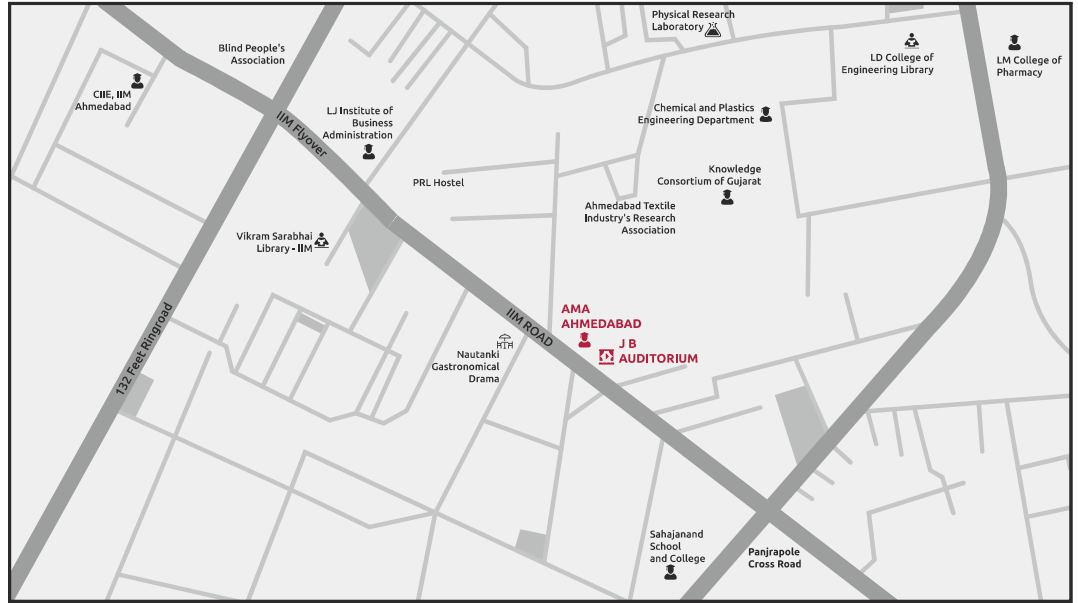 Physical Research
Laboratory
Blind People's
Association
LD College of
Engineering Library
LM College of
Pharmacy
CIIE, IIM
Ahmedabad
IIM Flyover
LJ Institute of
Business
Administration
Chemical and Plastics
Engineering Department
PRL Hostel
Knowledge
Consortium of Gujarat
Ahmedabad Textile
Industry's Research
Association
Vikram Sarabhai
Library - IIM
132 Feet Ringroad
IIM ROAD
AMA
AHMEDABAD
J B
AUDITORIUM
Nautanki
Gastronomical
Drama
Sahajanand
School
and College
Panjrapole
Cross Road